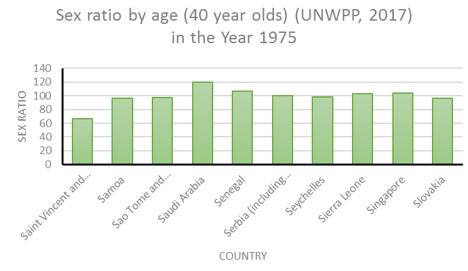 Sex ratio by age (40 year olds) (UNWPP, 2017)
in the Year 1975
140
120
100
80
60
40
20
0
SEX RATIO
Saint Vincent and...
Samoa
Sao Tome and...
Saudi Arabia
Senegal
Serbia (including...
Seychelles
Sierra Leone
Singapore
Slovakia
COUNTRY